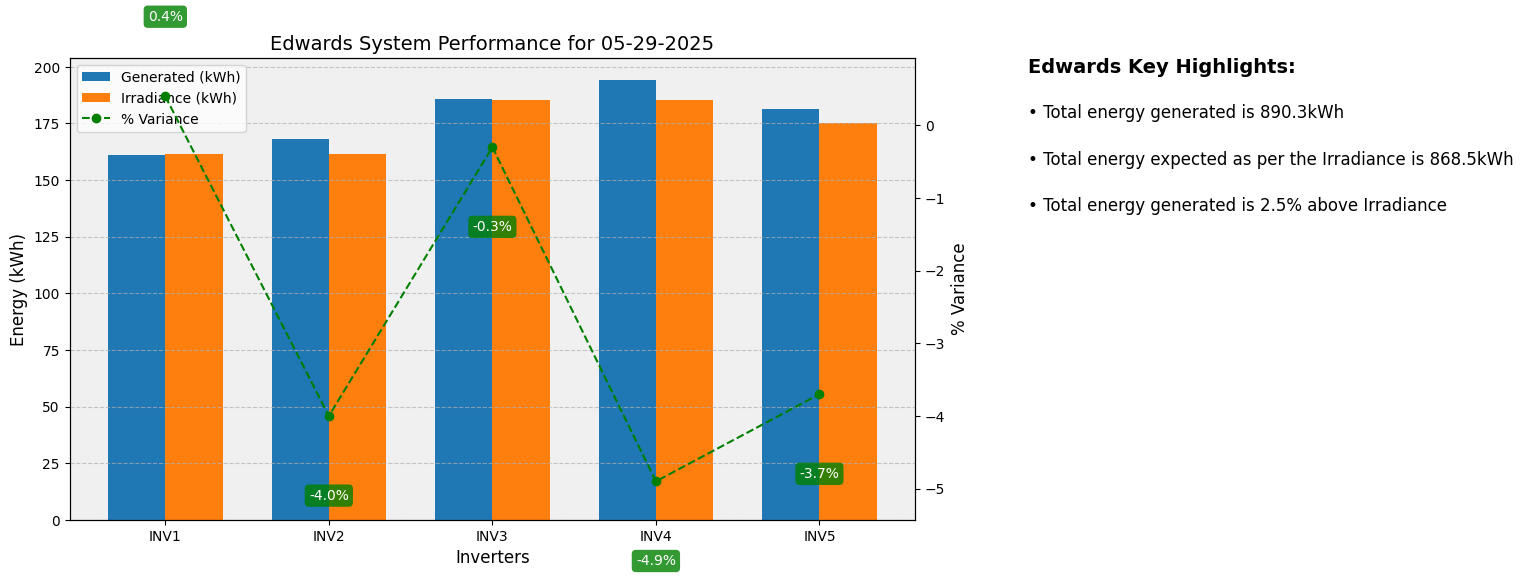 0.4%
Edwards System Performance for 05-29-2025
Generated (kWh)
Irradiance (kWh)
% Variance
200
175
150
125
100
75
50
25
0
Energy (kWh)
-4.0%
-0.3%
-4.9%
-3.7%
0
−1
−2
−3
−4
−5
% Variance
INV1 INV2 INV3 INV4 INV5
Inverters
Edwards Key Highlights:
• Total energy generated is 890.3kWh
• Total energy expected as per the Irradiance is 868.5kWh
• Total energy generated is 2.5% above Irradiance